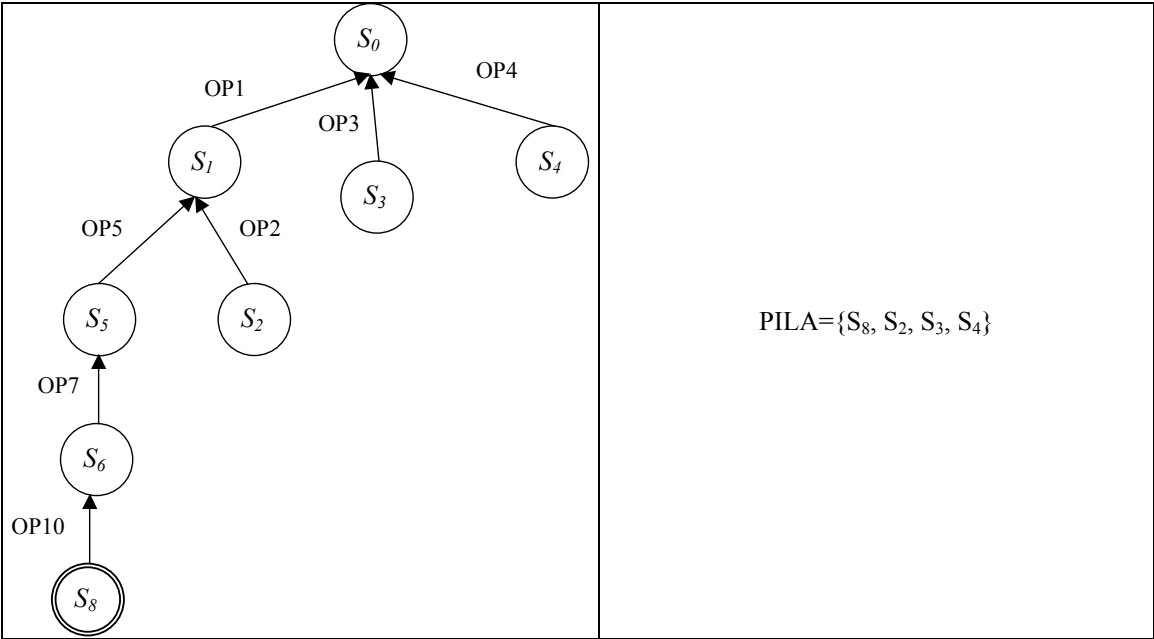 S₀
OP4
OP1
OP3
S₁
S₄
S₃
OP5
OP2
S₅
S₂
PILA={S₈, S₂, S₃, S₄}
OP7
S₆
OP10
S₈